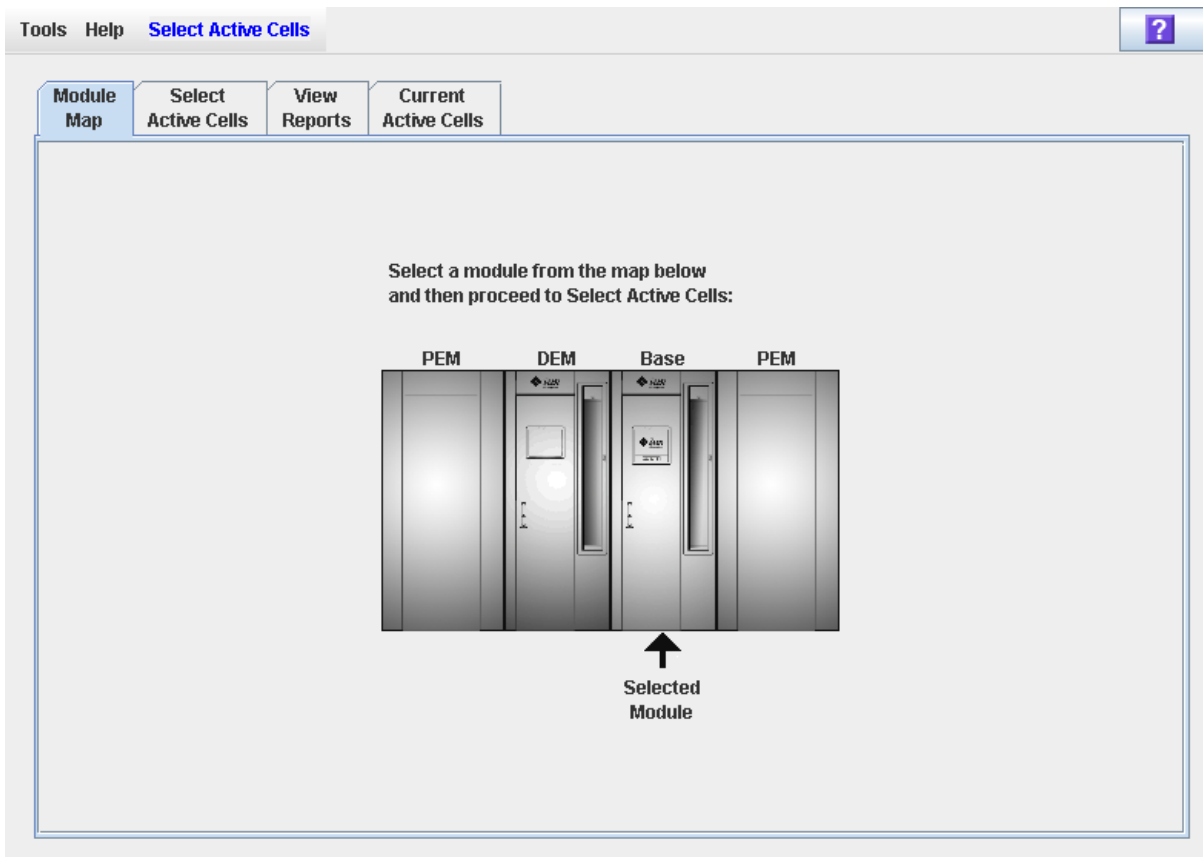 Tools Help Select Active Cells
?
Module
Map
Select
Active Cells
View
Reports
Current
Active Cells
Select a module from the map below
and then proceed to Select Active Cells:
PEM DEM Base PEM
Selected
Module